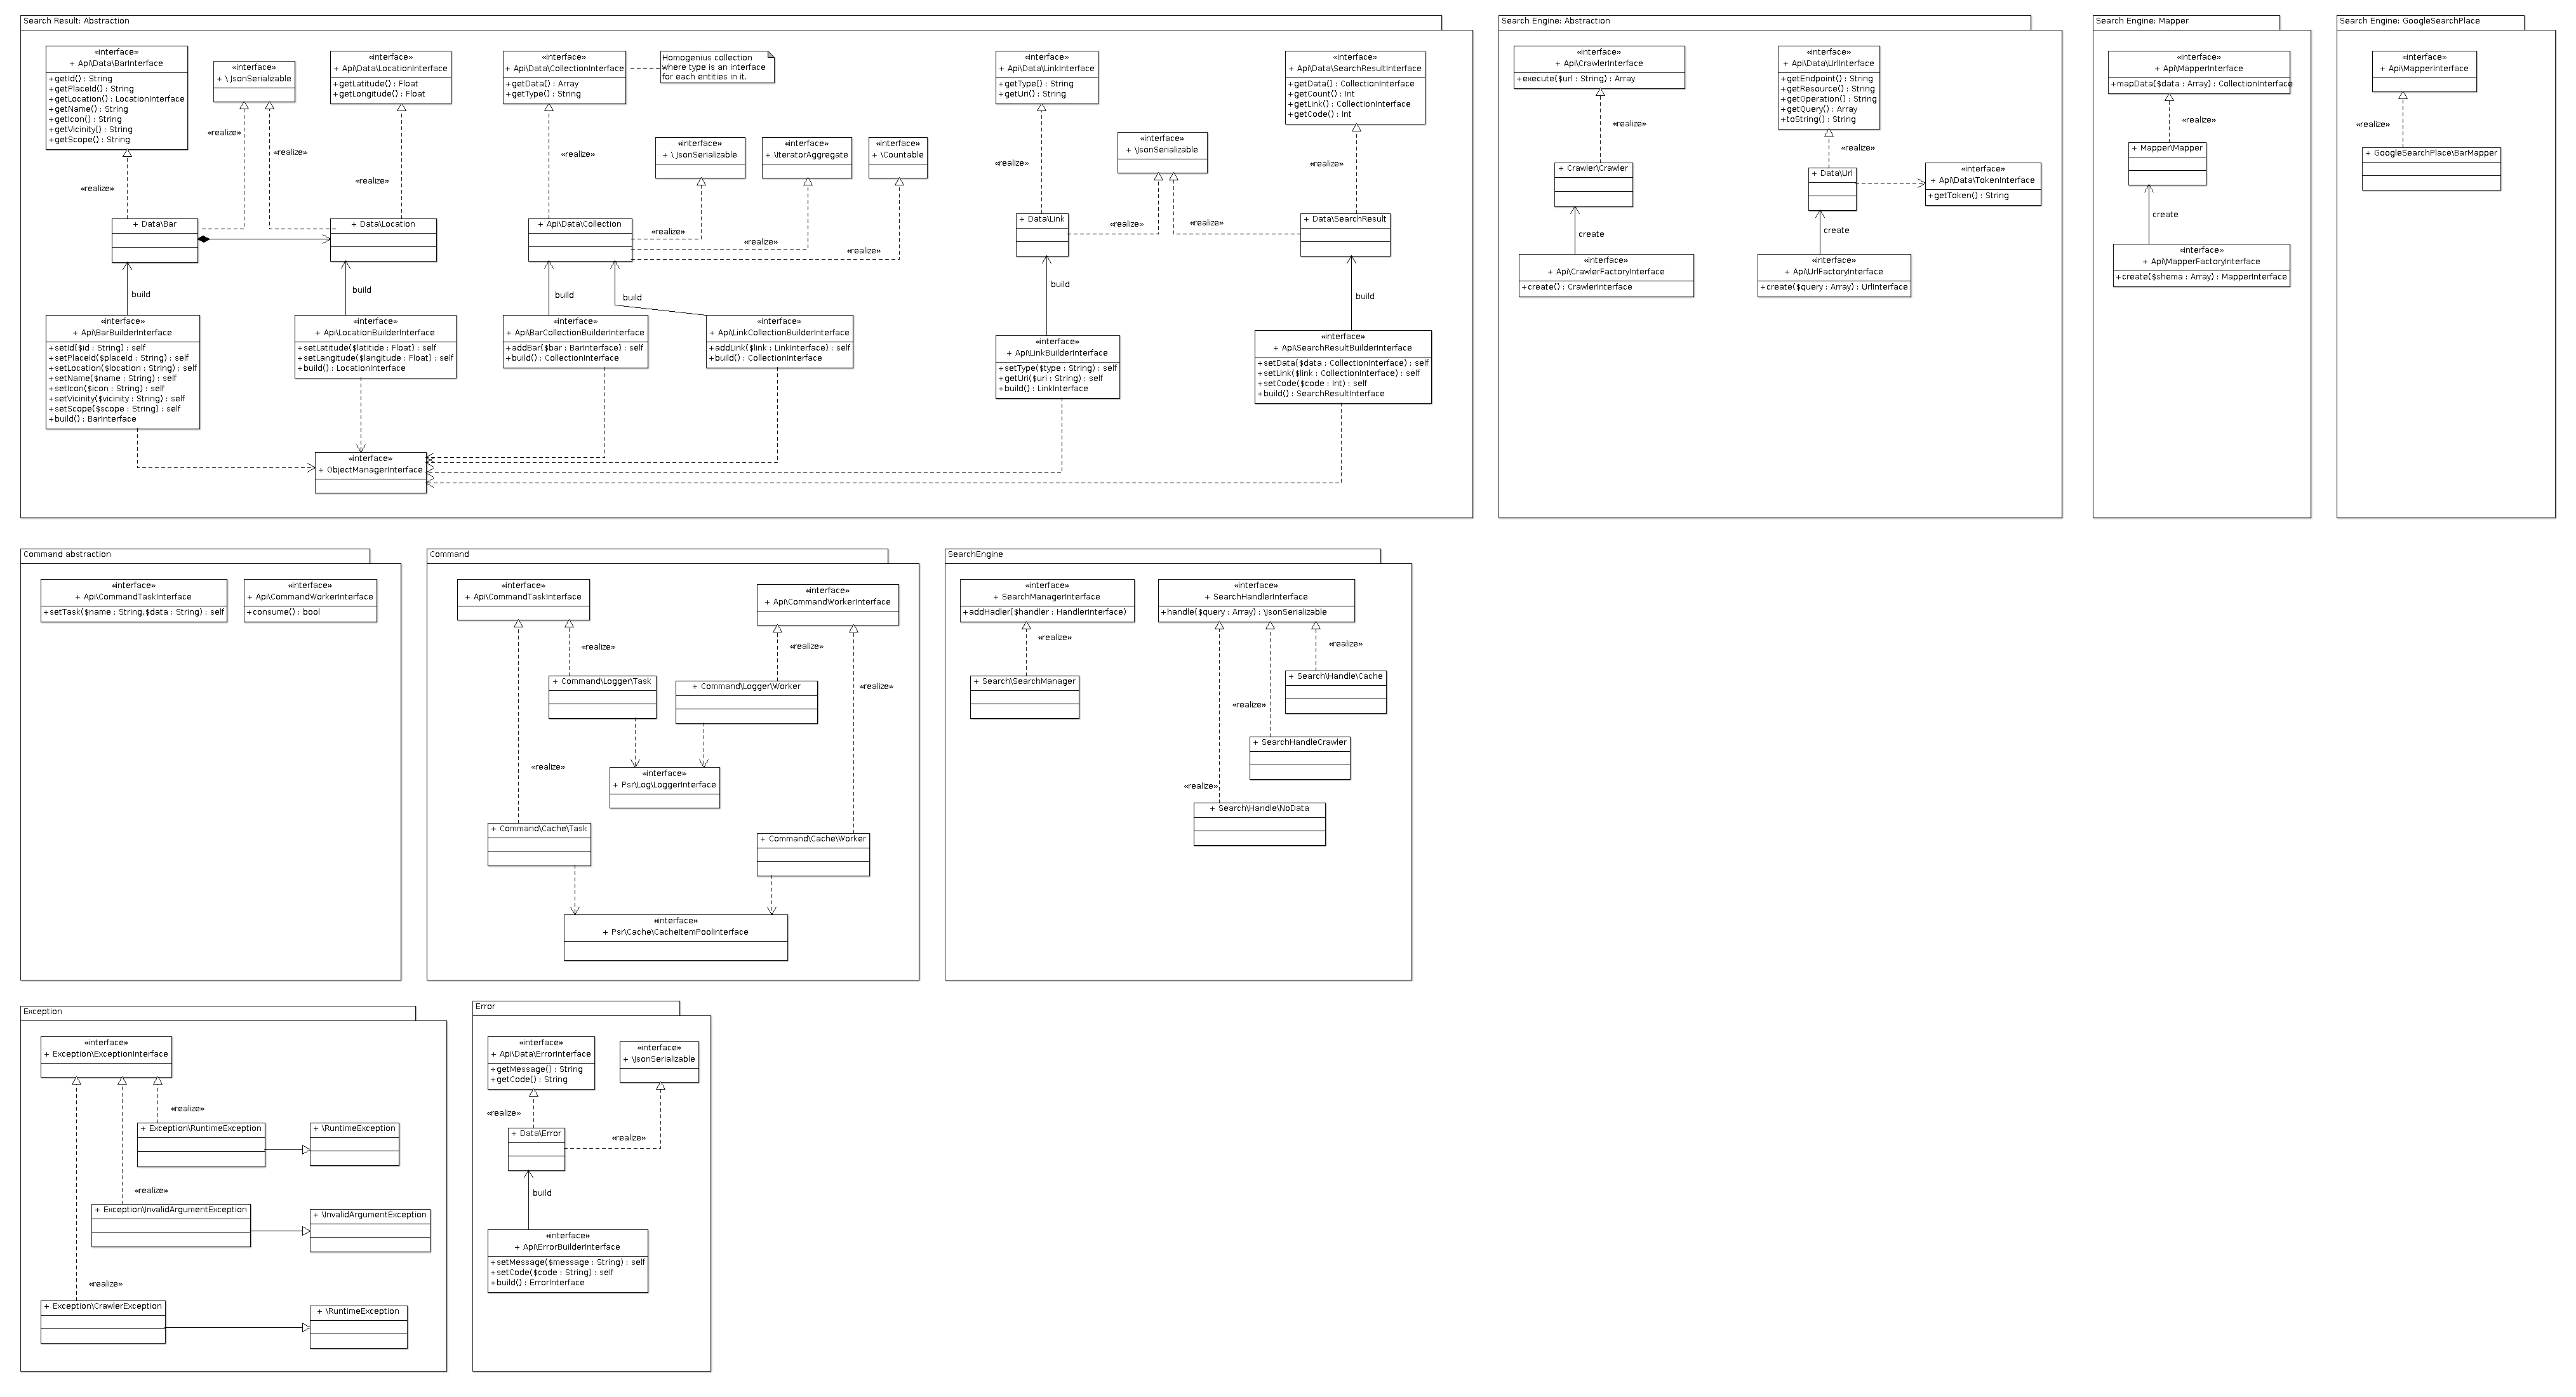 Search Result: Abstraction
«interface»
+ Api\Data\BarInterface
+getId() : String
+getPlaceId() : String
+getLocation() : LocationInterface
+getName() : String
+getIcon() : String
+getVicinity() : String
+getScope() : String
«interface»
+ \ JsonSerializable
«interface»
+ Api\Data\LocationInterface
+getLatitude() : Float
+getLongitude() : Float
«realize»
«realize»
«realize»
«realize»
+ Data\Bar
+ Data\Location
build
build
«interface»
+ Api\BarBuilderInterface
+setId($id : String) : self
+setPlaceId($placeId : String) : self
+setLocation($location : String) : self
+setName($name : String) : self
+setIcon($icon : String) : self
+setVicinity($vicinity : String) : self
+setScope($scope : String) : self
+build() : BarInterface
«interface»
+ Api\LocationBuilderInterface
+setLatitude($latitide : Float) : self
+setLangitude($langitude : Float) : self
+build() : LocationInterface
«interface»
+ ObjectManagerInterface
«interface»
+ Api\Data\CollectionInterface
+getData() : Array
+getType() : String
Homogenius collection
where type is an interface
for each entities in it.
«realize»
«interface»
+ \ JsonSerializable
«interface»
+ \IteratorAggregate
«interface»
+ \Countable
+ Api\Data\Collection
«realize»
«realize»
«realize»
build
build
«interface»
+ Api\BarCollectionBuilderInterface
+addBar($bar : BarInterface) : self
+build() : CollectionInterface
«interface»
+ Api\LinkCollectionBuilderInterface
+addLink($link : LinkInterface) : self
+build() : CollectionInterface
«interface»
+ Api\Data\LinkInterface
+getType() : String
+getUri() : String
«interface»
+ Api\Data\SearchResultInterface
+getData() : CollectionInterface
+getCount() : Int
+getLink() : CollectionInterface
+getCode() : Int
«interface»
+ \JsonSerializable
«realize»
«realize»
+ Data\Link
+ Data\SearchResult
«realize»
«realize»
build
build
«interface»
+ Api\LinkBuilderInterface
+setType($type : String) : self
+getUri($uri : String) : self
+build() : LinkInterface
«interface»
+ Api\SearchResultBuilderInterface
+setData($data : CollectionInterface) : self
+setLink($link : CollectionInterface) : self
+setCode($code : Int) : self
+build() : SearchResultInterface
Search Engine: Abstraction
«interface»
+ Api\CrawlerInterface
+execute($url : String) : Array
«realize»
+ Crawler\Crawler
create
«interface»
+ Api\CrawlerFactoryInterface
+create() : CrawlerInterface
«interface»
+ Api\Data\UrlInterface
+getEndpoint() : String
+getResource() : String
+getOperation() : String
+getQuery() : Array
+toString() : String
«realize»
+ Data\Url
«interface»
+ Api\Data\TokenInterface
+getToken() : String
create
«interface»
+ Api\UrlFactoryInterface
+create($query : Array) : UrlInterface
Search Engine: Mapper
«interface»
+ Api\MapperInterface
+mapData($data : Array) : CollectionInterface
«realize»
+ Mapper\Mapper
create
«interface»
+ Api\MapperFactoryInterface
+create($shema : Array) : MapperInterface
Search Engine: GoogleSearchPlace
«interface»
+ Api\MapperInterface
«realize»
+ GoogleSearchPlace\BarMapper
Command abstraction
«interface»
+ Api\CommandTaskInterface
+setTask($name : String,$data : String) : self
«interface»
+ Api\CommandWorkerInterface
+consume() : bool
Command
«interface»
+ Api\CommandTaskInterface
«interface»
+ Api\CommandWorkerInterface
«realize»
«realize»
+ Command\Logger\Task
+ Command\Logger\Worker
«realize»
«realize»
«interface»
+ Psr\Log\LoggerInterface
+ Command\Cache\Task
+ Command\Cache\Worker
«interface»
+ Psr\Cache\CacheItemPoolInterface
SearchEngine
«interface»
+ SearchManagerInterface
+addHadler($handler : HandlerInterface)
«realize»
+ Search\SearchManager
«interface»
+ SearchHandlerInterface
+handle($query : Array) : \JsonSerializable
«realize»
+ Search\Handle\Cache
«realize»
+ SearchHandleCrawler
«realize»
+ Search\Handle\NoData
Exception
«interface»
+ Exception\ExceptionInterface
«realize»
+ Exception\RuntimeException
+ \RuntimeException
«realize»
+ Exception\InvalidArgumentException
+ \InvalidArgumentException
«realize»
+ Exception\CrawlerException
+ \RuntimeException
Error
«interface»
+ Api\Data\ErrorInterface
+getMessage() : String
+getCode() : String
«interface»
+ \JsonSerializable
«realize»
+ Data\Error
«realize»
build
«interface»
+ Api\ErrorBuilderInterface
+setMessage($message : String) : self
+setCode($code : String) : self
+build() : ErrorInterface